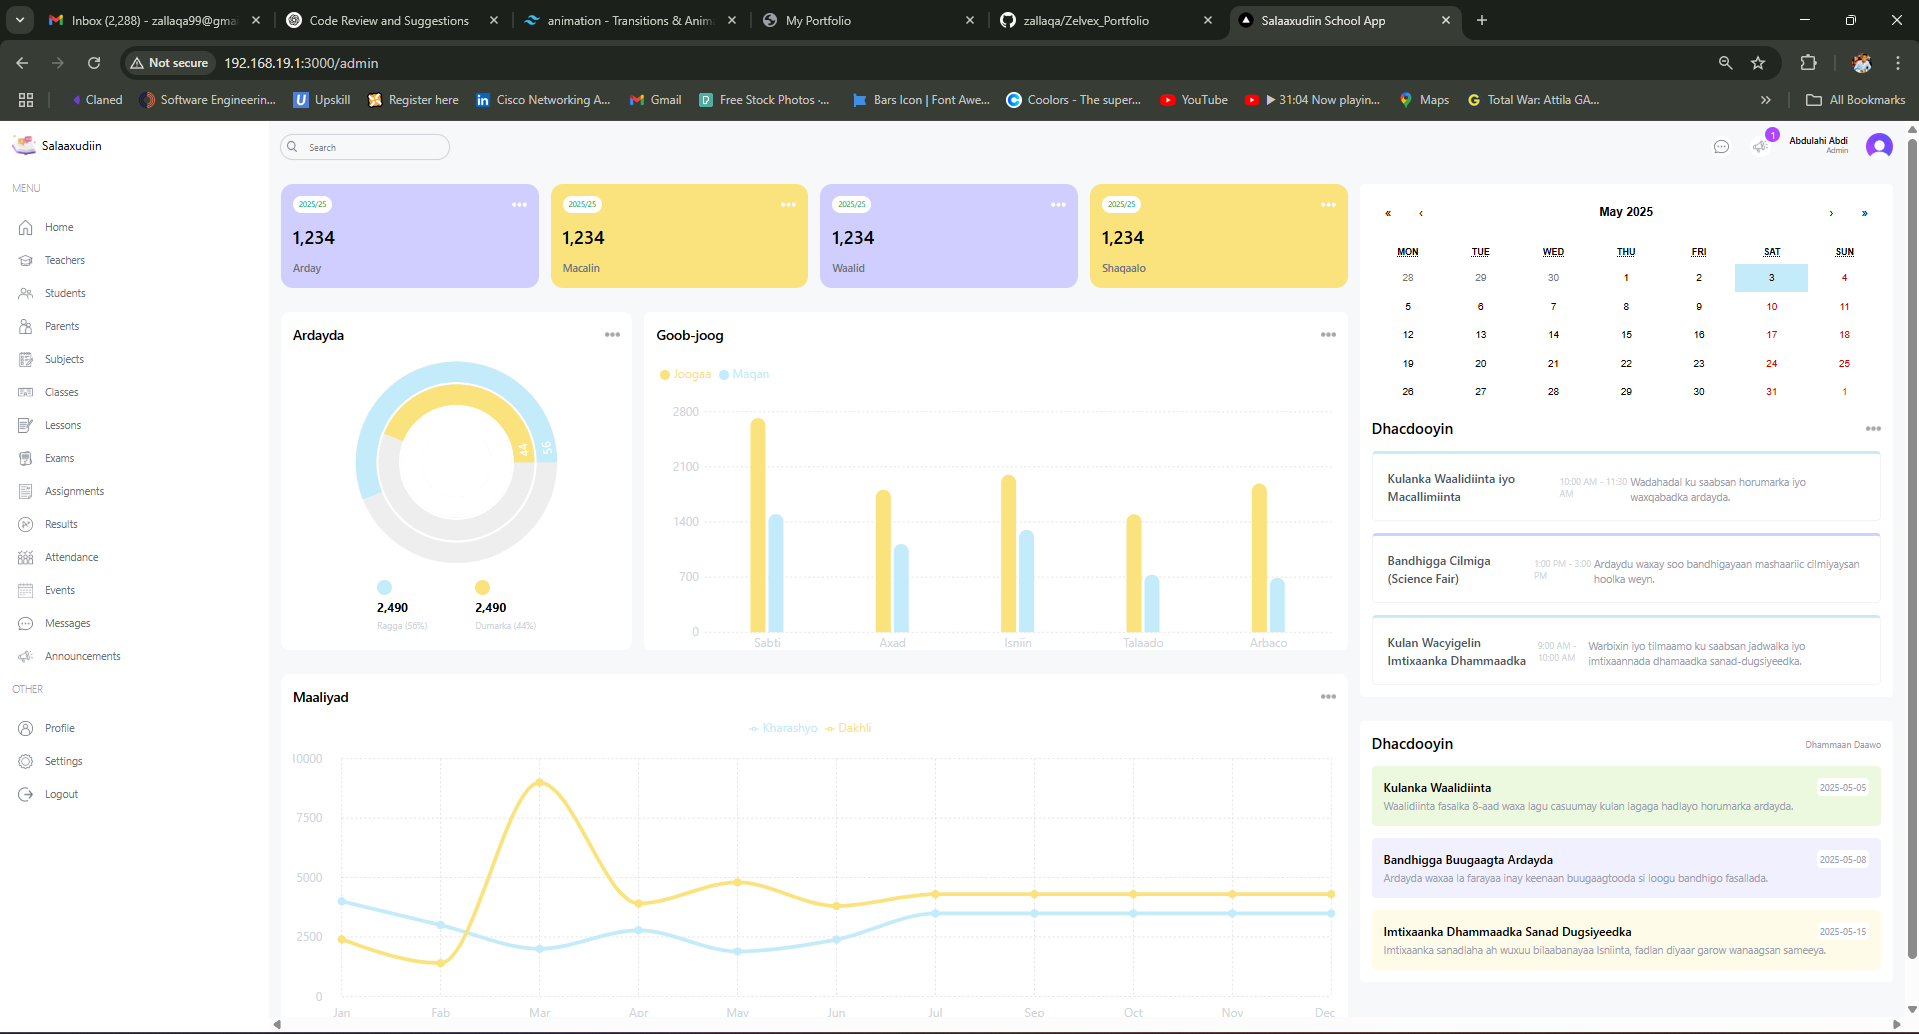 Inbox (2,288) - zallaqa99@gma
Code Review and Suggestions
animation - Transitions & Anim
My Portfolio
zallaqa/Zelvex_Portfolio
Salaaxudiin School App
Not secure
192.168.19.1:3000/admin
Claned
Software Engineerin...
Upskill
Register here
Cisco Networking A...
Gmail
Free Stock Photos -...
Bars Icon | Font Awe...
Coolors - The super...
YouTube
31:04 Now playin...
Maps
Total War: Attila GA...
All Bookmarks
Salaaxudiin
MENU
Home
Teachers
Students
Parents
Subjects
Classes
Lessons
Exams
Assignments
Results
Attendance
Events
Messages
Announcements
OTHER
Profile
Settings
Logout
Search
1
Abdulahi Abdi
Admin
2025/25
1,234
Arday
2025/25
1,234
Macalin
2025/25
1,234
Waalid
2025/25
1,234
Shaqaalo
Ardayda
44
56
2,490
Ragga (56%)
2,490
Dumarka (44%)
Goob-joog
Joogaa Maqan
2800
2100
1400
700
0
Sabti Axad Isniin Talaado Arbaco
Maaliyad
Kharashyo Dakhli
10000
7500
5000
2500
0
Jan Fab Mar Apr May Jun Jul Sep Oct Nov Dec
« ‹ May 2025 › »
MON TUE WED THU FRI SAT SUN
28 29 30 1 2 3 4
5 6 7 8 9 10 11
12 13 14 15 16 17 18
19 20 21 22 23 24 25
26 27 28 29 30 31 1
Dhacdooyin
Kulanka Waalidiinta iyo
Macallimiinta
10:00 AM - 11:30
AM
Wadahadal ku saabsan horumarka iyo
waxqabadka ardayda.
Bandhigga Cilmiga
(Science Fair)
1:00 PM - 3:00
PM
Ardaydu waxay soo bandhigayaan mashaariic cilmiyaysan
hoolka weyn.
Kulan Wacyigelin
Imtixaanka Dhammaadka
9:00 AM -
10:00 AM
Warbixin iyo tilmaamo ku saabsan jadwalka iyo
imtixaannada dhamaadka sanad-dugsiyeedka.
Dhacdooyin
Dhammaan Daawo
Kulanka Waalidiinta
2025-05-05
Waalidiinta fasalka 8-aad waxa lagu casuumay kulan lagaga hadlayo horumarka ardayda.
Bandhigga Buugaagta Ardayda
2025-05-08
Ardayda waxaa la farayaa inay keenaan buugaagtooda si loogu bandhigo fasallada.
Imtixaanka Dhammaadka Sanad Dugsiyeedka
2025-05-15
Imtixaanka sanadlaha ah wuxuu bilaabanayaa Isniinta, fadlan diyaar garow wanaagsan sameeya.